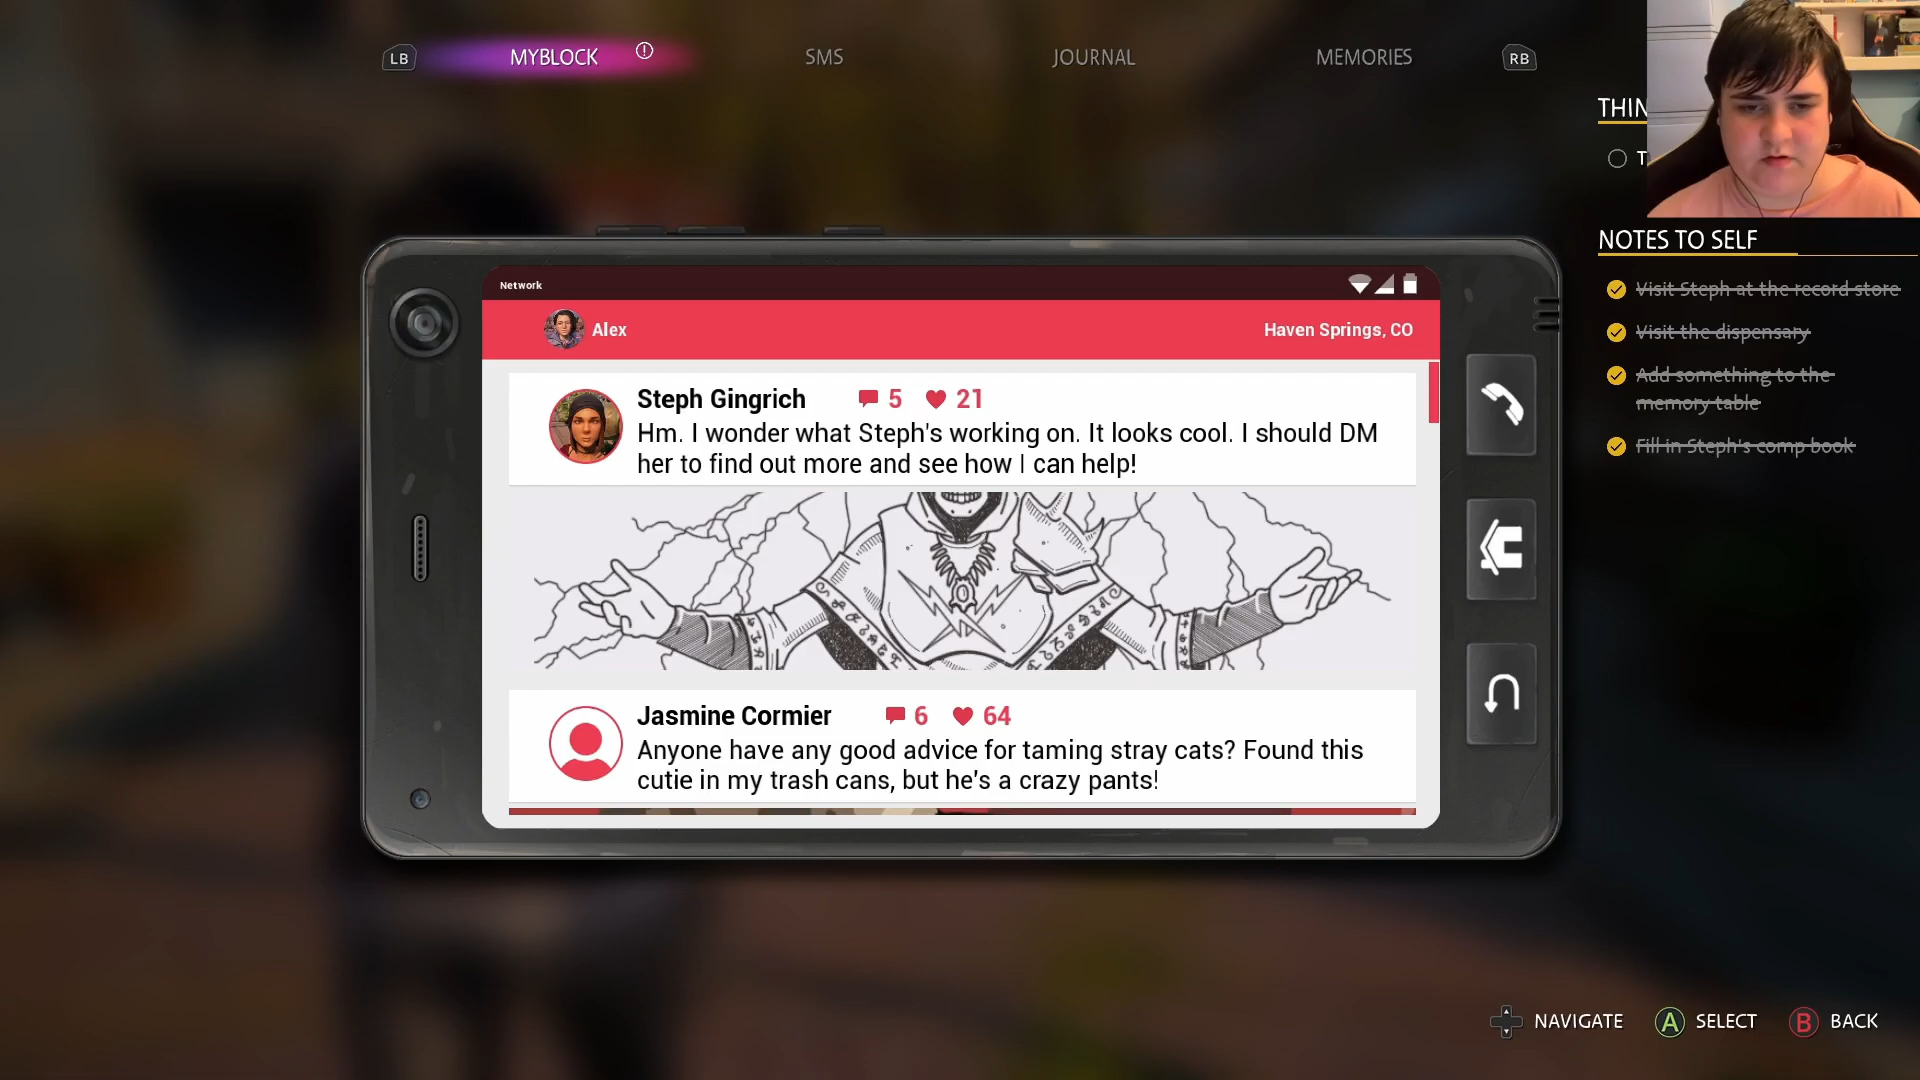 LB MYBLOCK SMS JOURNAL MEMORIES RB
THIN
T
NOTES TO SELF
Visit Steph at the record store
Visit the dispensary
Add something to the
memory table
Fill in Steph's comp book
Network
Alex Haven Springs, CO
Steph Gingrich 5 21
Hm. I wonder what Steph's working on. It looks cool. I should DM
her to find out more and see how I can help!
Jasmine Cormier 6 64
Anyone have any good advice for taming stray cats? Found this
cutie in my trash cans, but he's a crazy pants!
NAVIGATE A SELECT B BACK